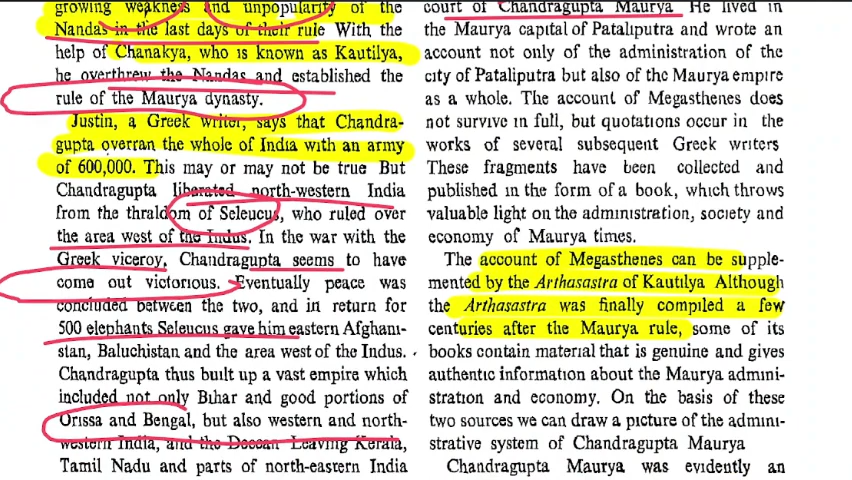 growing weakness and unpopularity of the
Nandas in the last days of their rule With the
help of Chanakya, who is known as Kautilya,
he overthrew the Nandas and established the
rule of the Maurya dynasty.
Justin, a Greek writer, says that Chandra-
gupta overran the whole of India with an army
of 600,000. This may or may not be true But
Chandragupta liberated north-western India
from the thraldom of Seleucus, who ruled over
the area west of the Indus. In the war with the
Greek viceroy, Chandragupta seems to have
come out victorious. Eventually peace was
concluded between the two, and in return for
500 elephants Seleucus gave him eastern Afghani-
stan, Baluchistan and the area west of the Indus.
Chandragupta thus built up a vast empire which
included not only Bihar and good portions of
Orissa and Bengal, but also western and north-
western India, and the Deccan Leaving Kerala,
Tamil Nadu and parts of north-eastern India
court of Chandragupta Maurya He lived in
the Maurya capital of Pataliputra and wrote an
account not only of the administration of the
city of Pataliputra but also of the Maurya empire
as a whole. The account of Megasthenes does
not survive in full, but quotations occur in the
works of several subsequent Greek writers
These fragments have been collected and
published in the form of a book, which throws
valuable light on the administration, society and
economy of Maurya times.
The account of Megasthenes can be supple-
mented by the Arthasastra of Kautilya Although
the Arthasastra was finally compiled a few
centuries after the Maurya rule, some of its
books contain material that is genuine and gives
authentic information about the Maurya admini-
stration and economy. On the basis of these
two sources we can draw a picture of the admini-
strative system of Chandragupta Maurya
Chandragupta Maurya was evidently an